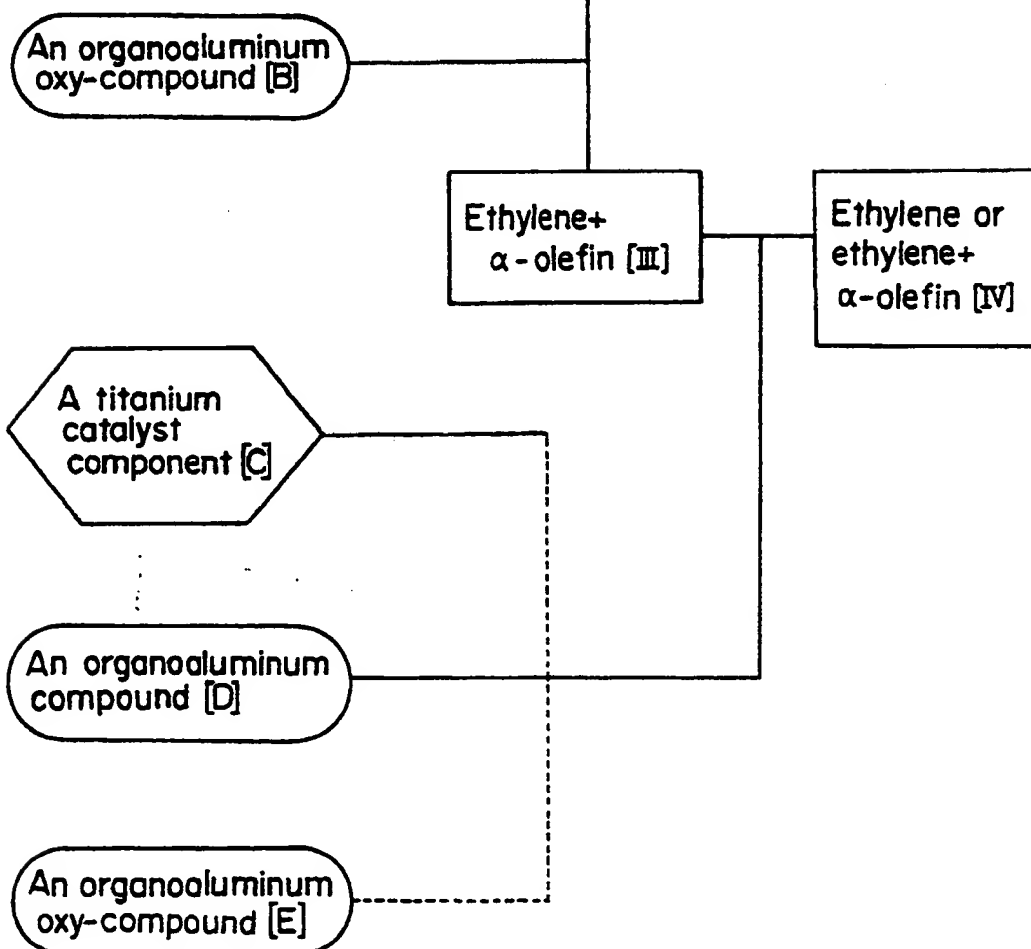 An organoaluminum
oxy-compound [B]
Ethylene+
α-olefin [III]
Ethylene or
ethylene+
α-olefin [IV]
A titanium
catalyst
component [C]
An organoaluminum
compound [D]
An organoaluminum
oxy-compound [E]